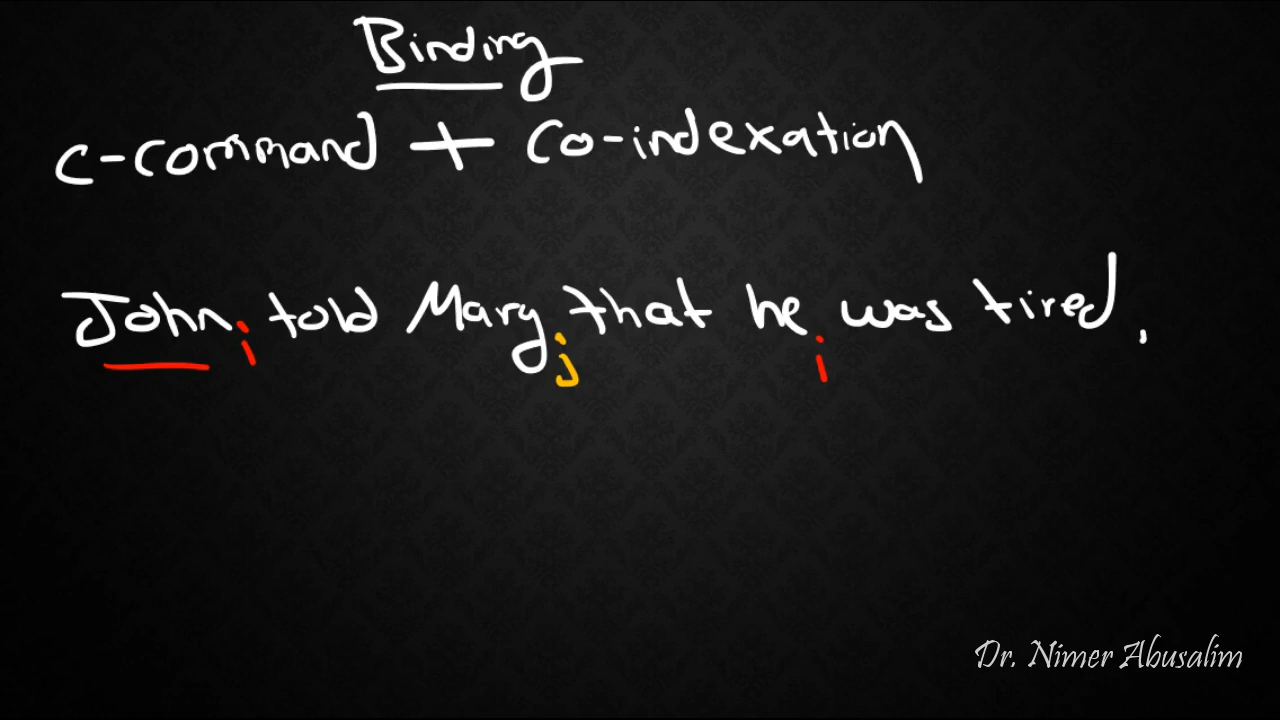 Binding
c-command + co-indexation
John i told Mary j that he i was tired.
Dr. Nimer Abusalim